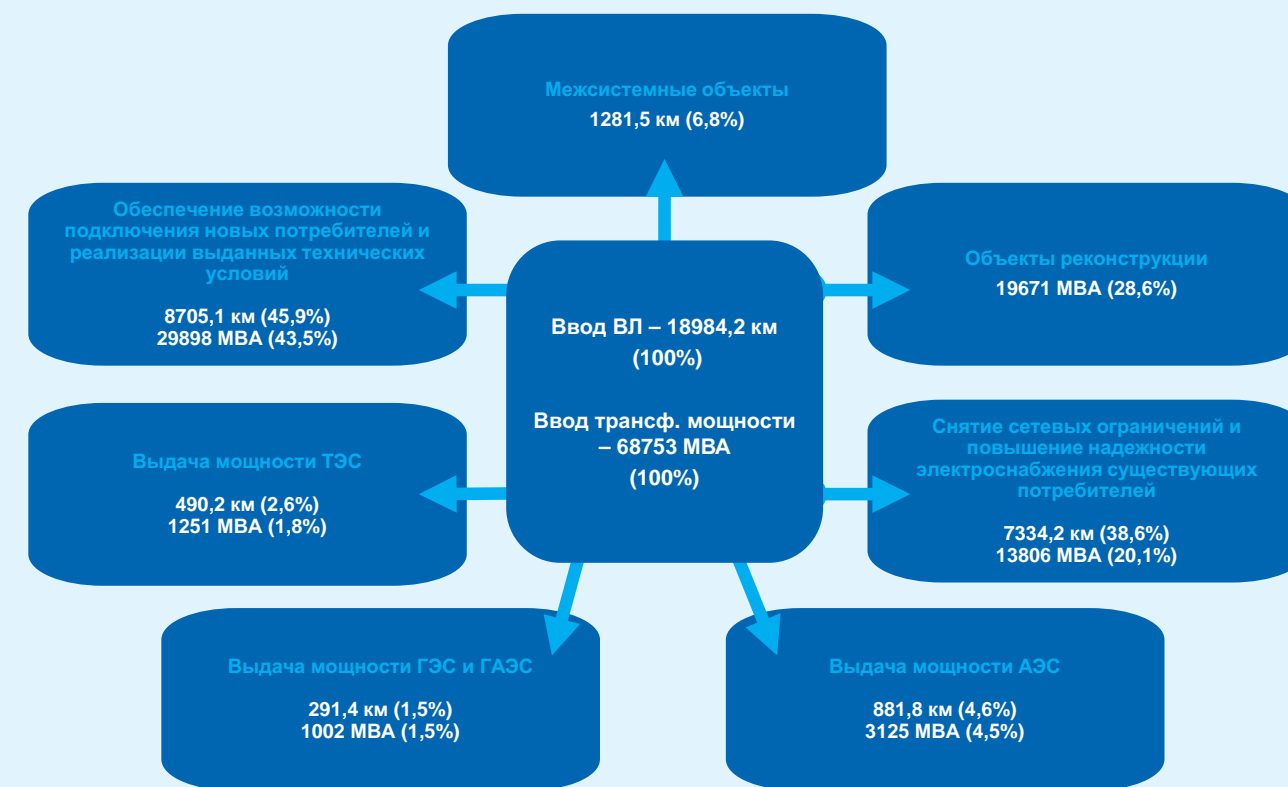 Межсистемные объекты
1281,5 км (6,8%)
Обеспечение возможности
подключения новых потребителей и
реализации выданных технических
условий
8705,1 км (45,9%)
29898 МВА (43,5%)
Объекты реконструкции
19671 МВА (28,6%)
Ввод ВЛ – 18984,2 км
(100%)
Ввод трансф. мощности
– 68753 МВА
(100%)
Выдача мощности ТЭС
490,2 км (2,6%)
1251 МВА (1,8%)
Снятие сетевых ограничений и
повышение надежности
электроснабжения существующих
потребителей
7334,2 км (38,6%)
13806 МВА (20,1%)
Выдача мощности ГЭС и ГАЭС
291,4 км (1,5%)
1002 МВА (1,5%)
Выдача мощности АЭС
881,8 км (4,6%)
3125 МВА (4,5%)